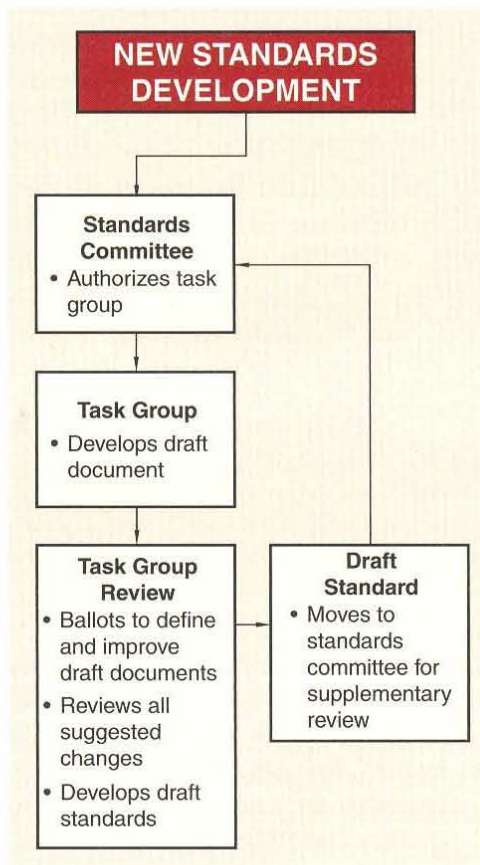 NEW STANDARDS
DEVELOPMENT
Standards
Committee
• Authorizes task
group
Task Group
• Develops draft
document
Task Group
Review
• Ballots to define
and improve
draft documents
• Reviews all
suggested
changes
• Develops draft
standards
Draft
Standard
• Moves to
standards
committee for
supplementary
review